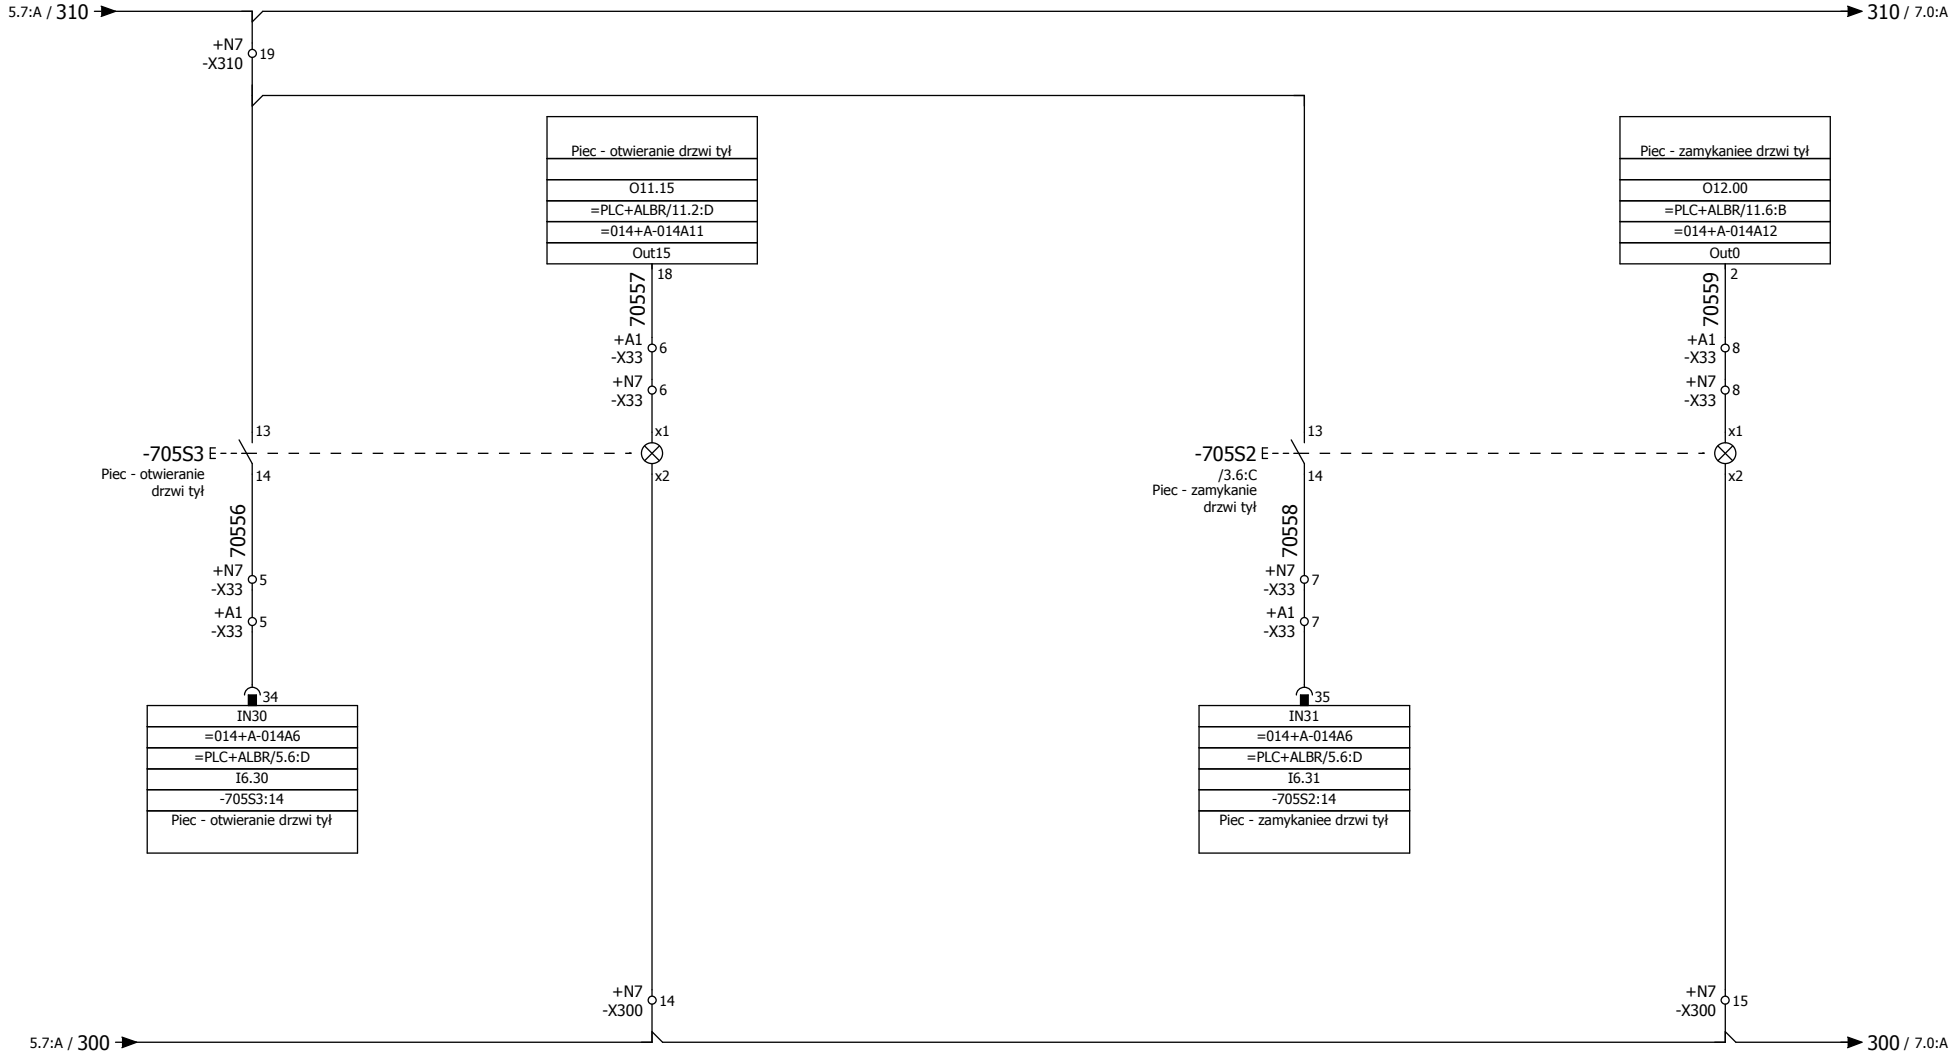 5.7:A / 310
310 / 7.0:A
+N7
-X310
19
Piec - otwieranie drzwi tył
O11.15
=PLC+ALBR/11.2:D
=014+A-014A11
Out15
18
70557
+A1
-X33
6
+N7
-X33
6
x1
x2
Piec - zamykaniee drzwi tył
O12.00
=PLC+ALBR/11.6:B
=014+A-014A12
Out0
2
70559
+A1
-X33
8
+N7
-X33
8
x1
x2
-705S3
Piec - otwieranie
drzwi tył
13
14
70556
+N7
-X33
5
+A1
-X33
5
34
IN30
=014+A-014A6
=PLC+ALBR/5.6:D
I6.30
-705S3:14
Piec - otwieranie drzwi tył
-705S2
/3.6:C
Piec - zamykanie
drzwi tył
13
14
70558
+N7
-X33
7
+A1
-X33
7
35
IN31
=014+A-014A6
=PLC+ALBR/5.6:D
I6.31
-705S2:14
Piec - zamykaniee drzwi tył
+N7
-X300
14
+N7
-X300
15
5.7:A / 300
300 / 7.0:A